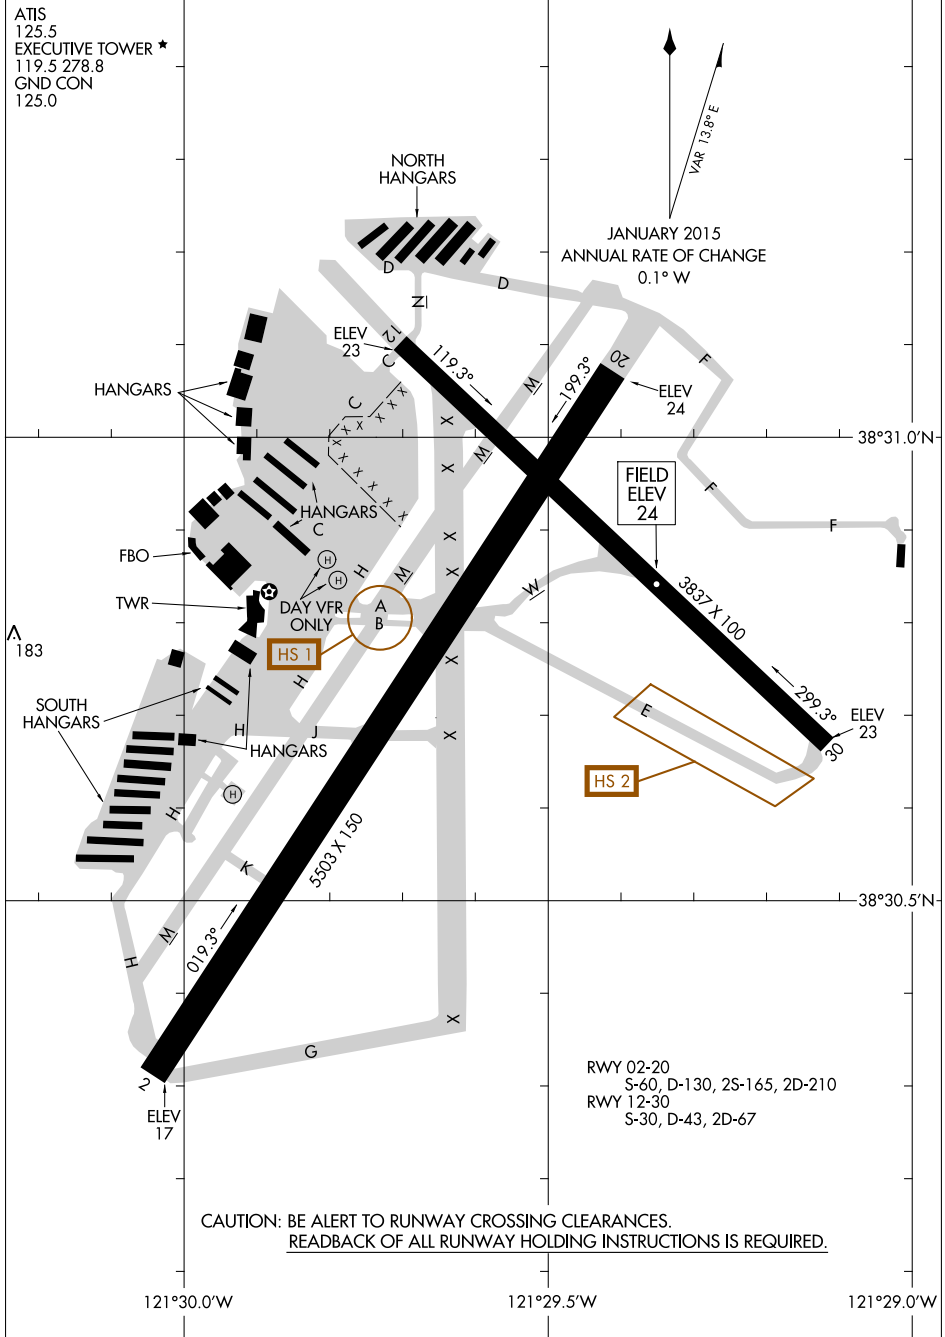 ATIS
125.5
EXECUTIVE TOWER ★
119.5 278.8
GND CON
125.0
VAR 13.8° E
JANUARY 2015
ANNUAL RATE OF CHANGE
0.1° W
NORTH
HANGARS
D
D
N
ELEV
23
12
C
119.3°
M
199.3°
20
ELEV
24
F
HANGARS
C
X
X X X X
X
X
X
X
X
X
X
X
M
38°31.0'N
X
FIELD
ELEV
24
F
F
HANGARS
C
X
FBO
H
H
H
M
X
W
3837 X 100
TWR
DAY VFR
ONLY
A
B
HS 1
183
X
H
SOUTH
HANGARS
H
J
X
E
299.3°
ELEV
23
30
HANGARS
HS 2
H
H
5503 X 150
K
38°30.5'N
M
019.3°
H
X
G
2
ELEV
17
RWY 02-20
S-60, D-130, 2S-165, 2D-210
RWY 12-30
S-30, D-43, 2D-67
CAUTION: BE ALERT TO RUNWAY CROSSING CLEARANCES.
READBACK OF ALL RUNWAY HOLDING INSTRUCTIONS IS REQUIRED.
121°30.0'W
121°29.5'W
121°29.0'W